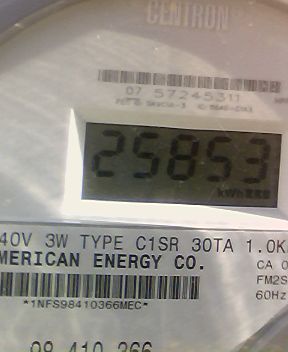 CENTRON
07 57245311
25853
kWh
40V 3W TYPE C1SR 30TA 1.0K
MERICAN ENERGY CO.
CA 0
FM2S
60Hz
*1NFS98410366MEC*
98 410 366